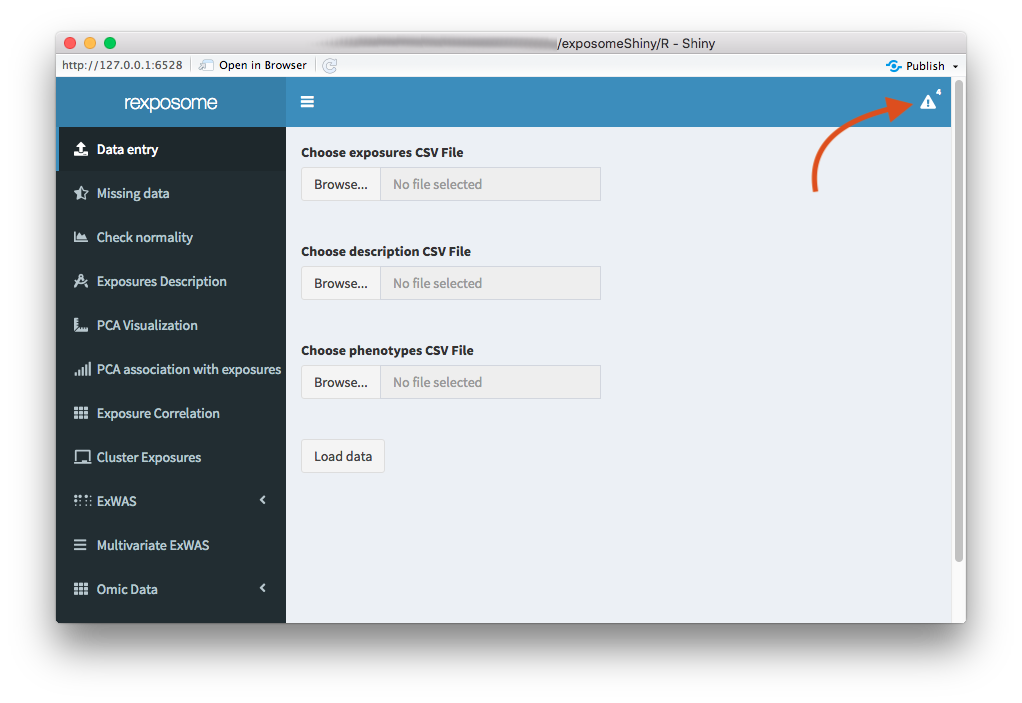 /exposomeShiny/R - Shiny
http://127.0.0.1:6528 Open in Browser Publish
rexposome
4
Data entry
Missing data
Check normality
Exposures Description
PCA Visualization
PCA association with exposures
Exposure Correlation
Cluster Exposures
ExWAS
Multivariate ExWAS
Omic Data
Choose exposures CSV File
Browse... No file selected
Choose description CSV File
Browse... No file selected
Choose phenotypes CSV File
Browse... No file selected
Load data